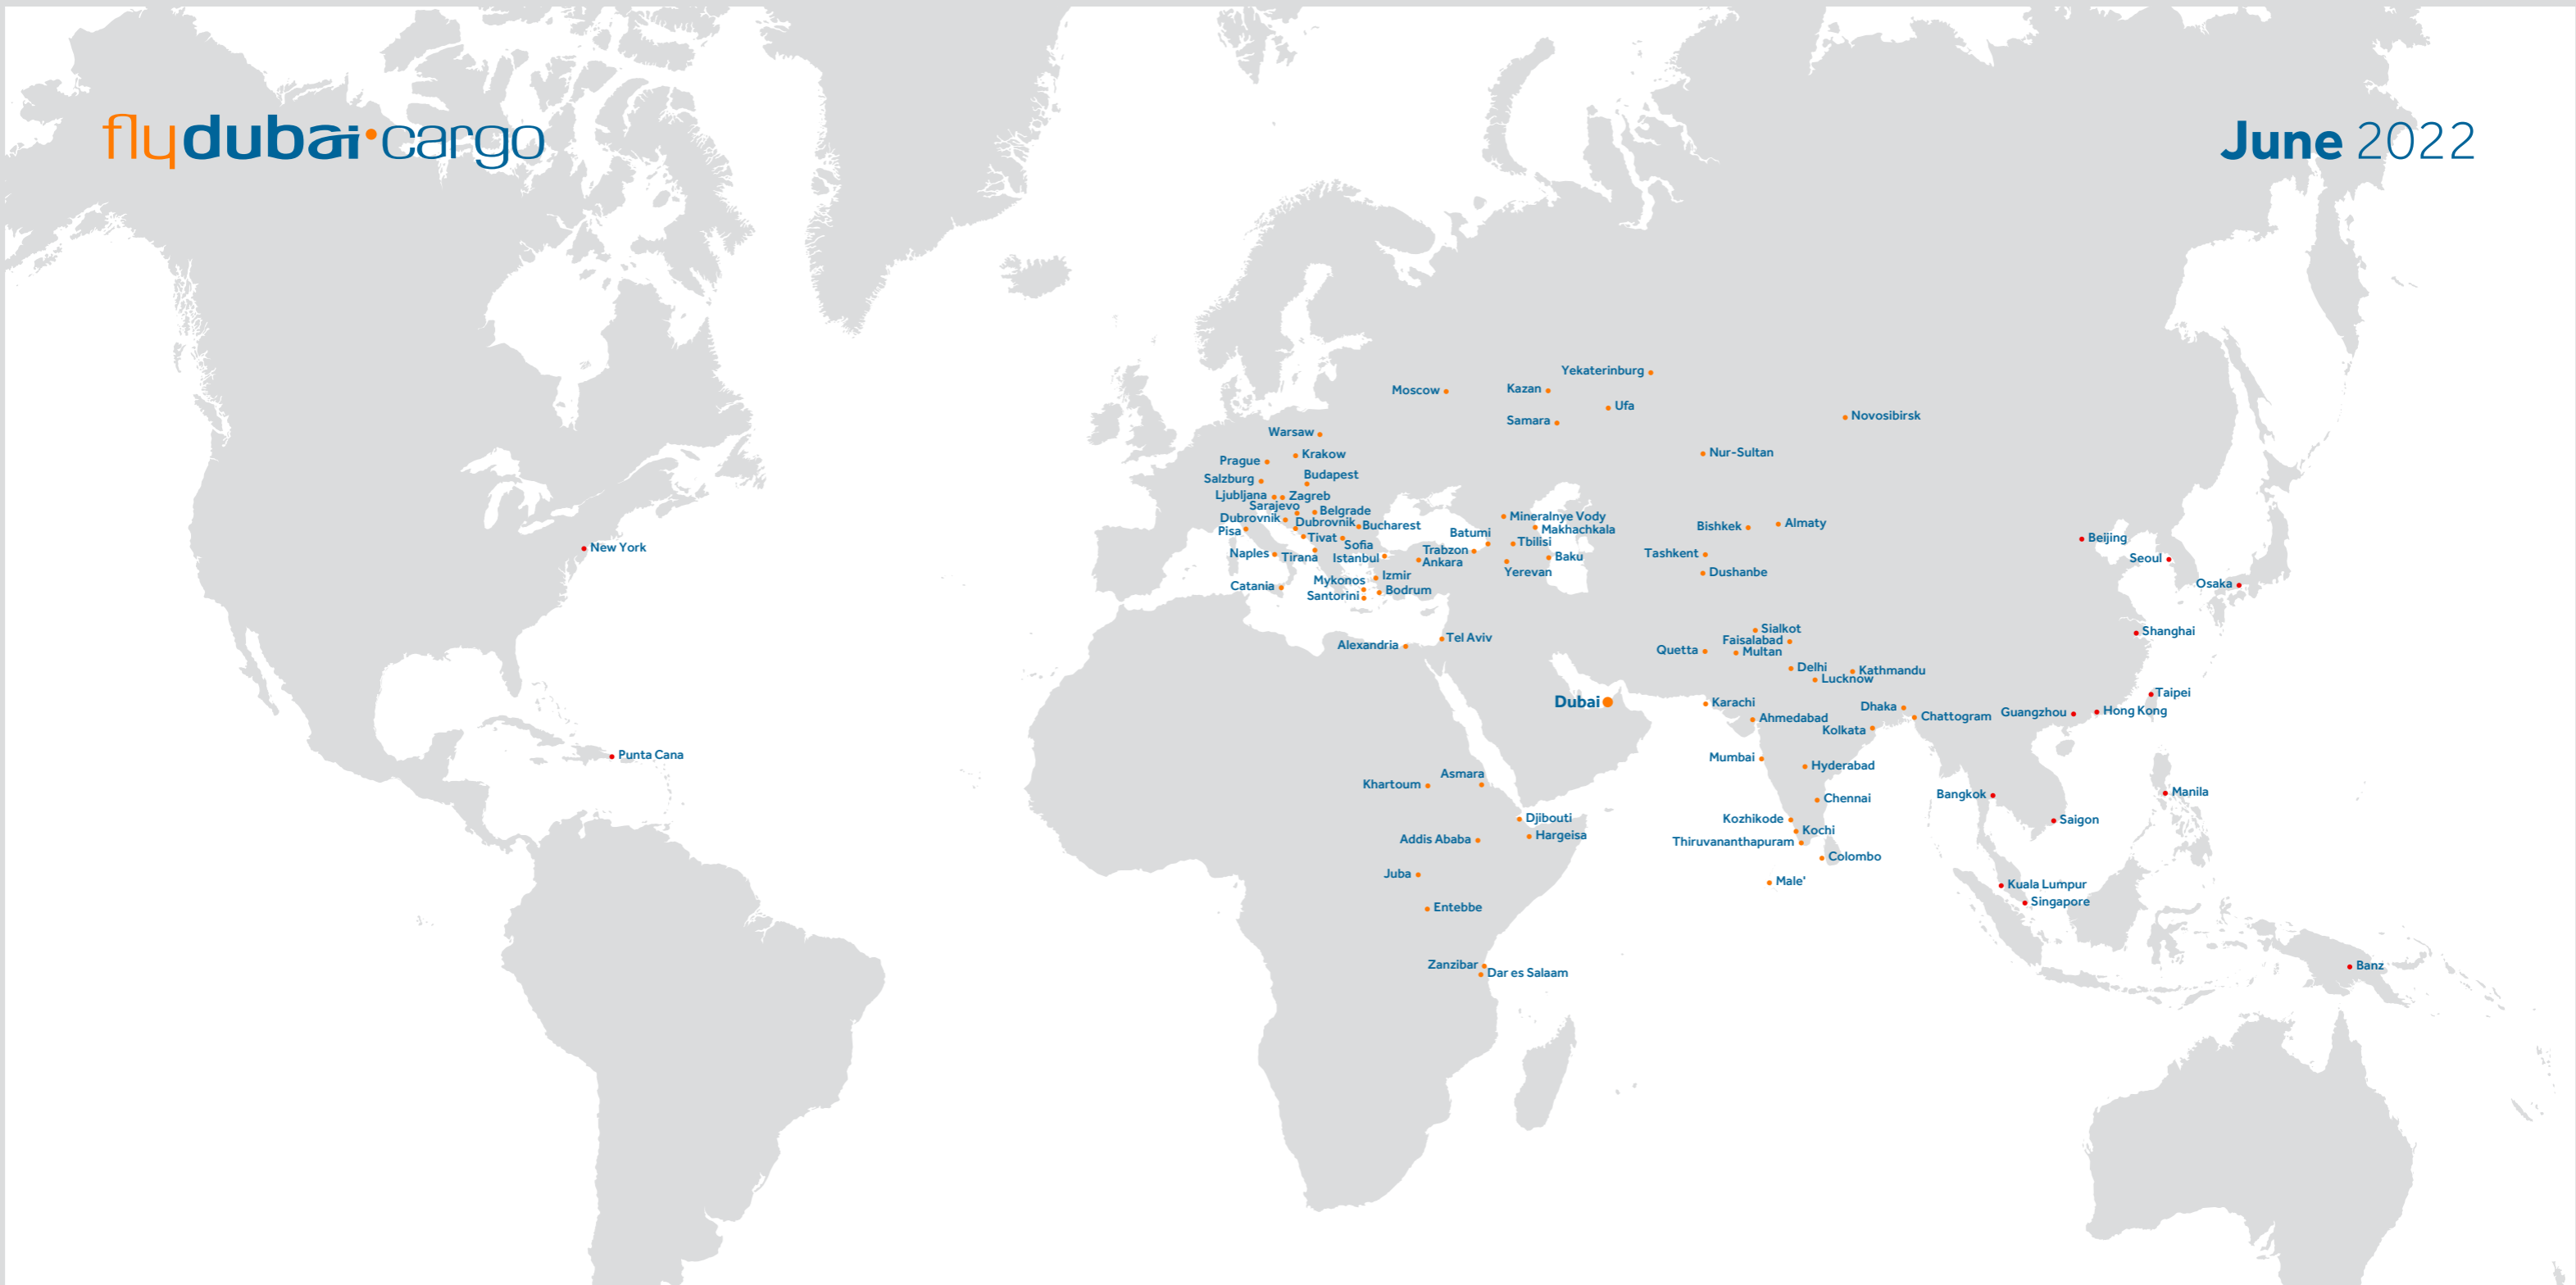 flydubai•cargo
June 2022
Yekaterinburg
Moscow
Kazan
Ufa
Samara
Novosibirsk
Warsaw
Krakow
Nur-Sultan
Prague
Budapest
Salzburg
Ljubljana
Zagreb
Sarajevo
Belgrade
Dubrovnik
Dubrovnik
Bucharest
Mineralnye Vody
Makhachkala
Bishkek
Almaty
Pisa
Tivat
Batumi
Tbilisi
Sofia
New York
Beijing
Naples
Tirana
Istanbul
Trabzon
Ankara
Baku
Tashkent
Seoul
Yerevan
Dushanbe
Izmir
Mykonos
Osaka
Catania
Bodrum
Santorini
Sialkot
Shanghai
Tel Aviv
Faisalabad
Alexandria
Quetta
Multan
Delhi
Kathmandu
Lucknow
Taipei
Dubai
Karachi
Dhaka
Hong Kong
Guangzhou
Ahmedabad
Chattogram
Kolkata
Punta Cana
Mumbai
Hyderabad
Asmara
Khartoum
Manila
Bangkok
Chennai
Djibouti
Kozhikode
Saigon
Kochi
Hargeisa
Addis Ababa
Thiruvananthapuram
Colombo
Juba
Male'
Kuala Lumpur
Singapore
Entebbe
Zanzibar
Banz
Dar es Salaam